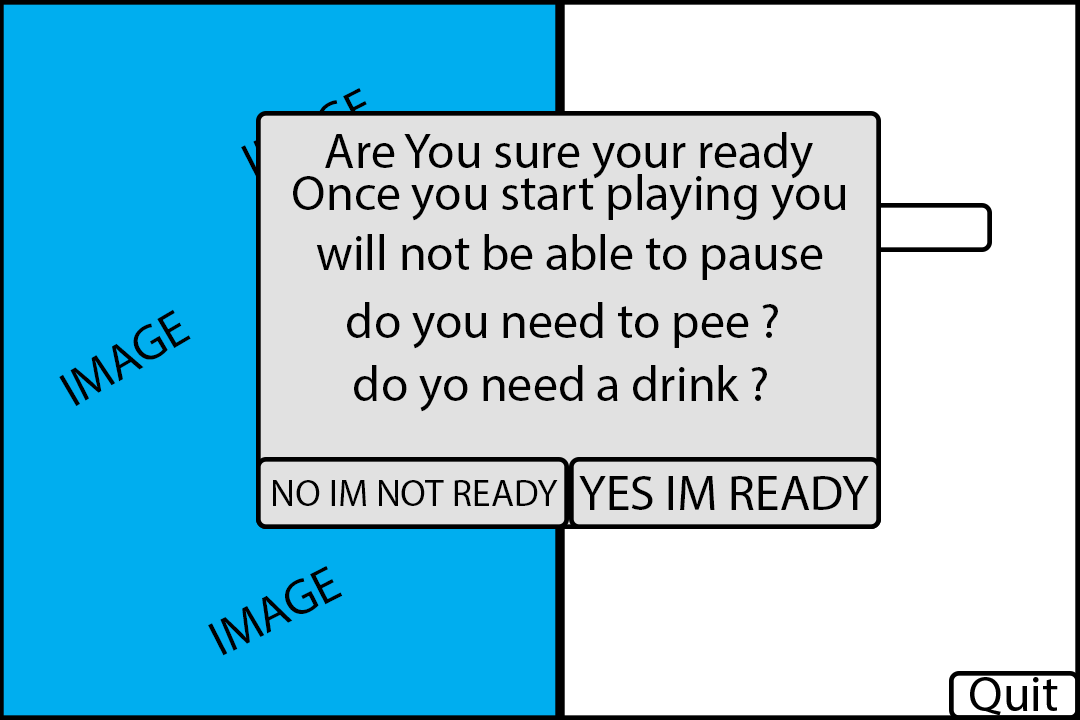 Are You sure your ready
Once you start playing you
will not be able to pause
do you need to pee ?
IMAGE
do yo need a drink ?
NO IM NOT READY
YES IM READY
IMAGE
Quit